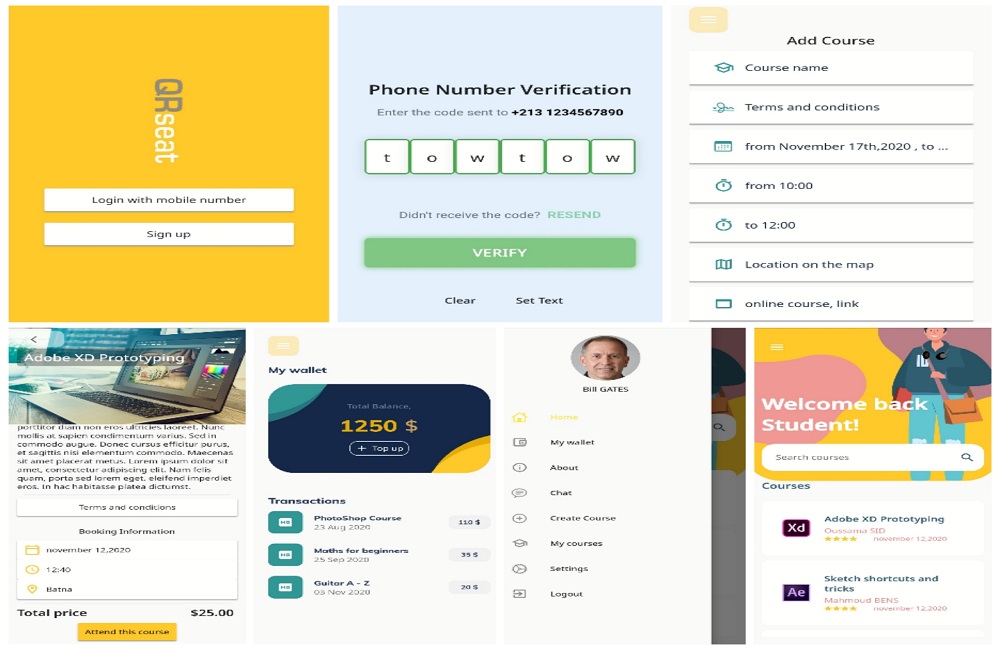 QRseat
Login with mobile number
Sign up
Phone Number Verification
Enter the code sent to +213 1234567890
t o w t o w
Didn't receive the code? RESEND
VERIFY
Clear Set Text
Add Course
Course name
Terms and conditions
from November 17th,2020 , to ...
from 10:00
to 12:00
Location on the map
online course, link
Adobe XD Prototyping
porttitor diam non eros ultricies laoreet. Nunc
mollis at sapien condimentum varius. Sed in
commodo augue. Donec cursus efficitur purus,
et sagittis nisi elementum commodo. Maecenas
sit amet placerat metus. Lorem ipsum dolor sit
amet, consectetur adipiscing elit. Nam felis
quam, porta eget lorem eget, eleifend imperdiet
eros. In hac habitasse platea dictumst.
Terms and conditions
Booking Information
november 12,2020
12:40
Batna
Total price $25.00
Attend this course
My wallet
Total Balance,
1250 $
+ Top up
Transactions
PhotoShop Course
23 Aug 2020
110 $
Maths for beginners
25 Sep 2020
35 $
Guitar A - Z
03 Nov 2020
20 $
Bill GATES
Home
My wallet
About
Chat
Create Course
My courses
Settings
Logout
Welcome back
Student!
Search courses
Courses
Xd
Adobe XD Prototyping
Oussama SID
november 12,2020
Ae
Sketch shortcuts and
tricks
Mahmoud BENS
november 12,2020